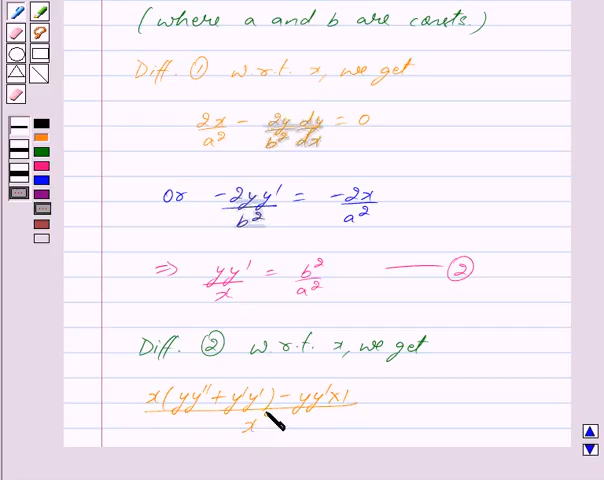 (where a and b are consts.)
Diff. ① w.r.t. x, we get
2x/a² - 2y/b² dy/dx = 0
Or -2yy'/b² = -2x/a²
⇒ yy'/x = b²/a² —— ②
Diff. ② w.r.t. x, we get
x(yy'' + y'y') - yy'×1
x